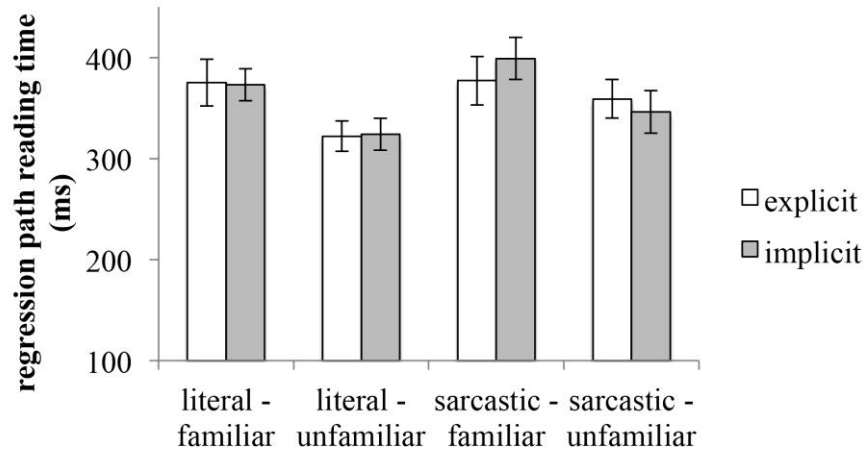 regression path reading time
(ms)
400
300
200
100
literal -
familiar
literal -
unfamiliar
sarcastic -
familiar
sarcastic -
unfamiliar
explicit
implicit